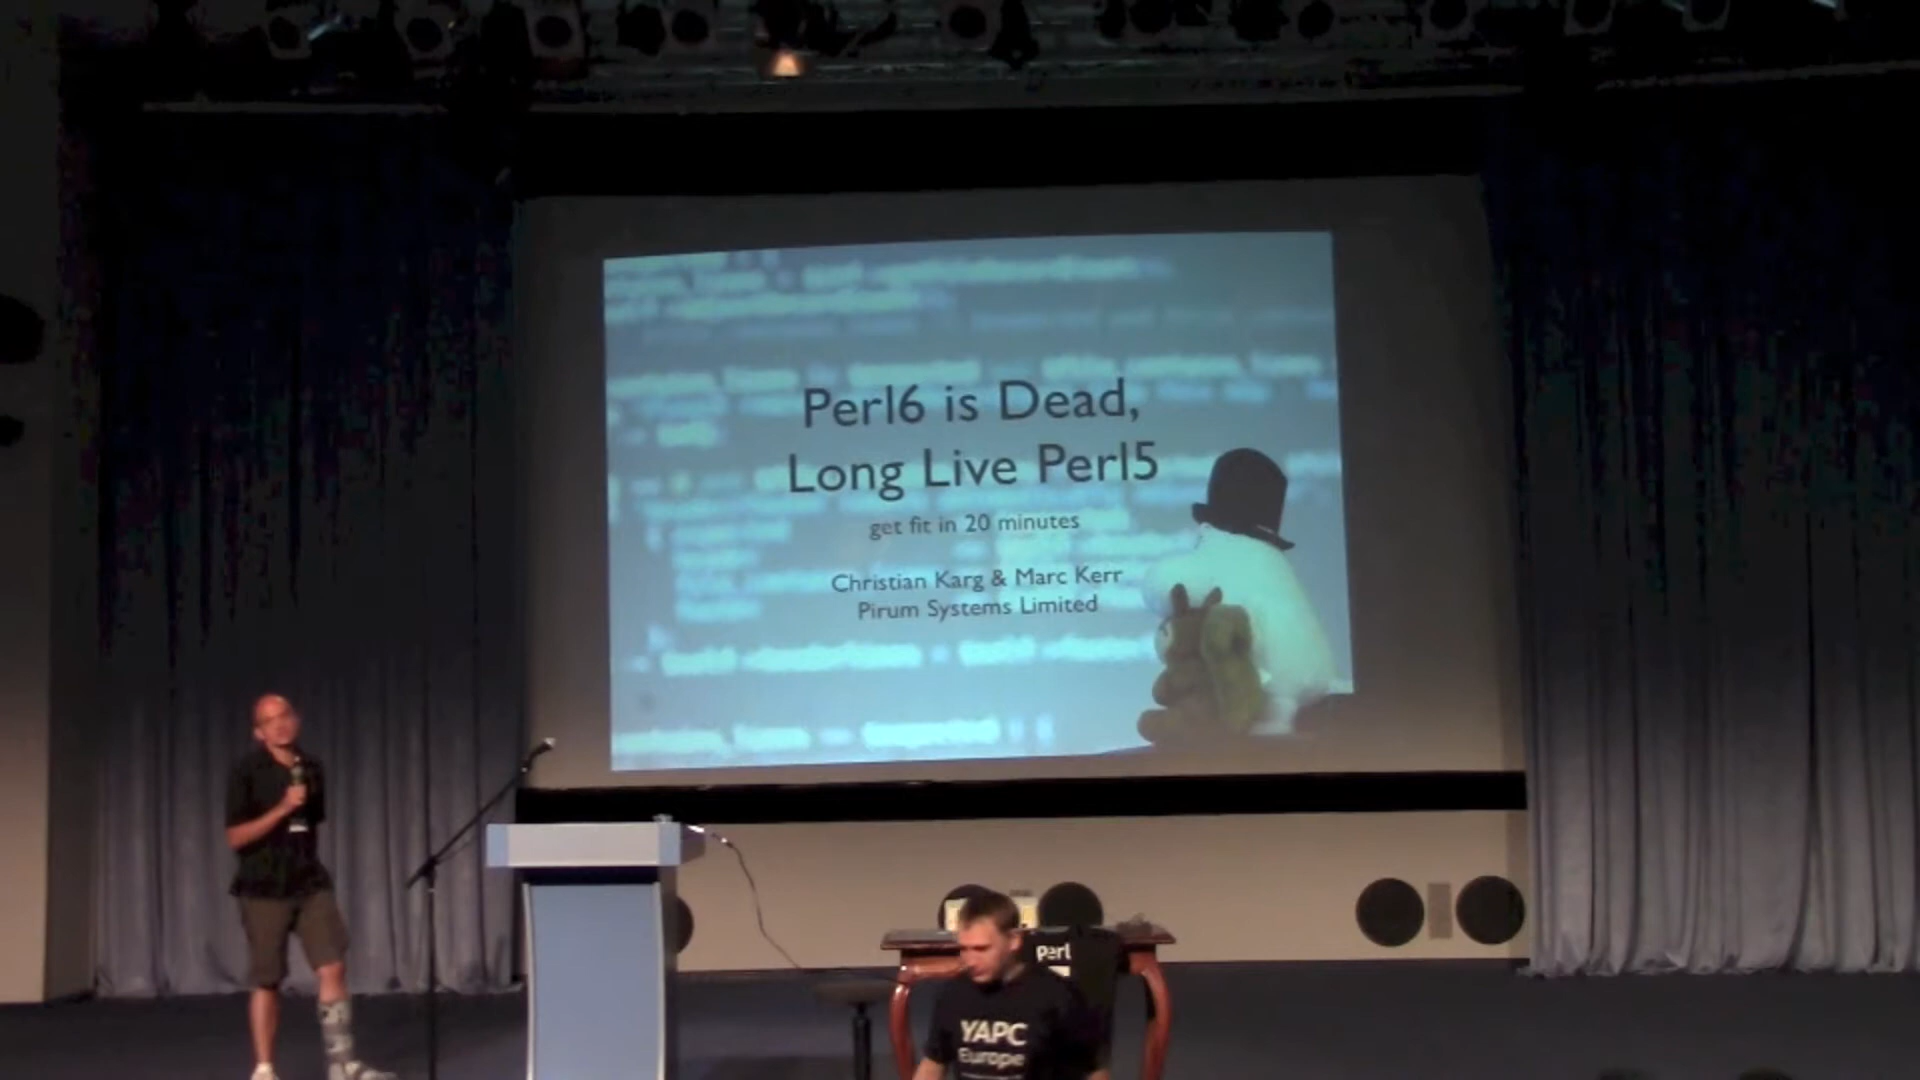 Perl6 is Dead,
Long Live Perl5
get fit in 20 minutes
Christian Karg & Marc Kerr
Pirum Systems Limited
perl
YAPC
Europe